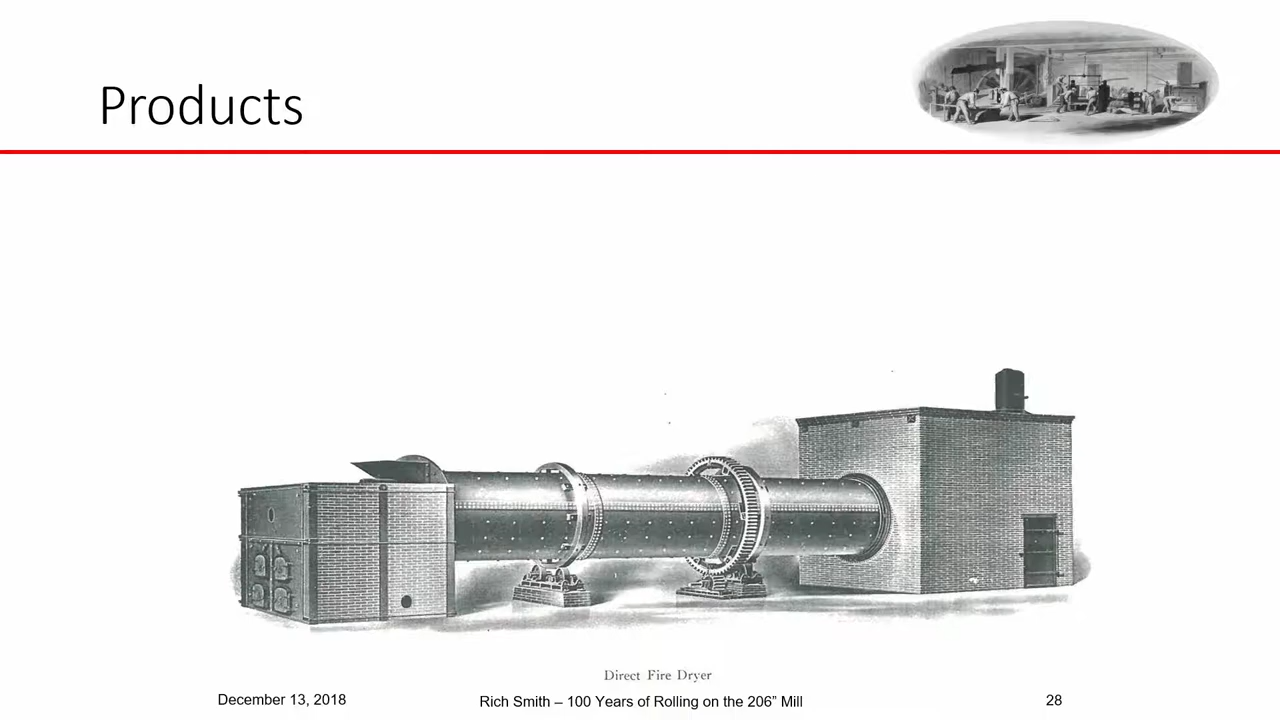 Products
Direct Fire Dryer
December 13, 2018
Rich Smith – 100 Years of Rolling on the 206” Mill
28